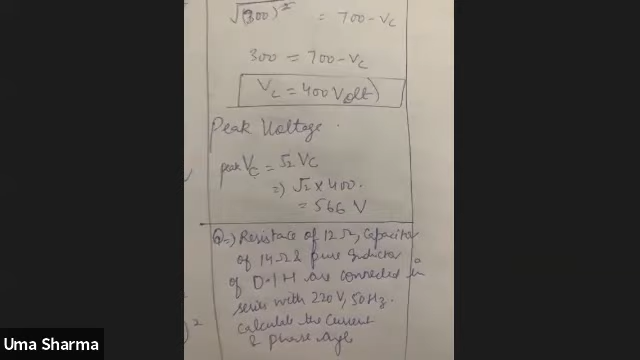 √(300)² = 700 - Vc
300 = 700 - Vc
Vc = 400 Volt
Peak Voltage.
peak Vc = √2 Vc
=) √2 x 400.
= 566 V
Q=) Resistace of 12 Ω, Capacitor
of 14 Ω & pure Inductor
of 0.1 H are connected in a
series with 220 V, 50 Hz.
Calculate the Current
& phase Angle
) 2
Uma Sharma